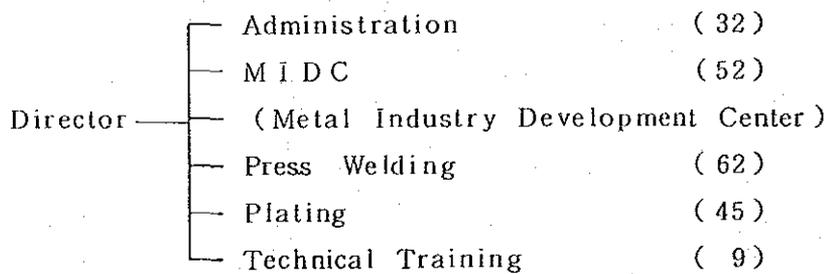 Administration (32)
MIDC (52)
Director (Metal Industry Development Center)
Press Welding (62)
Plating (45)
Technical Training ( 9)